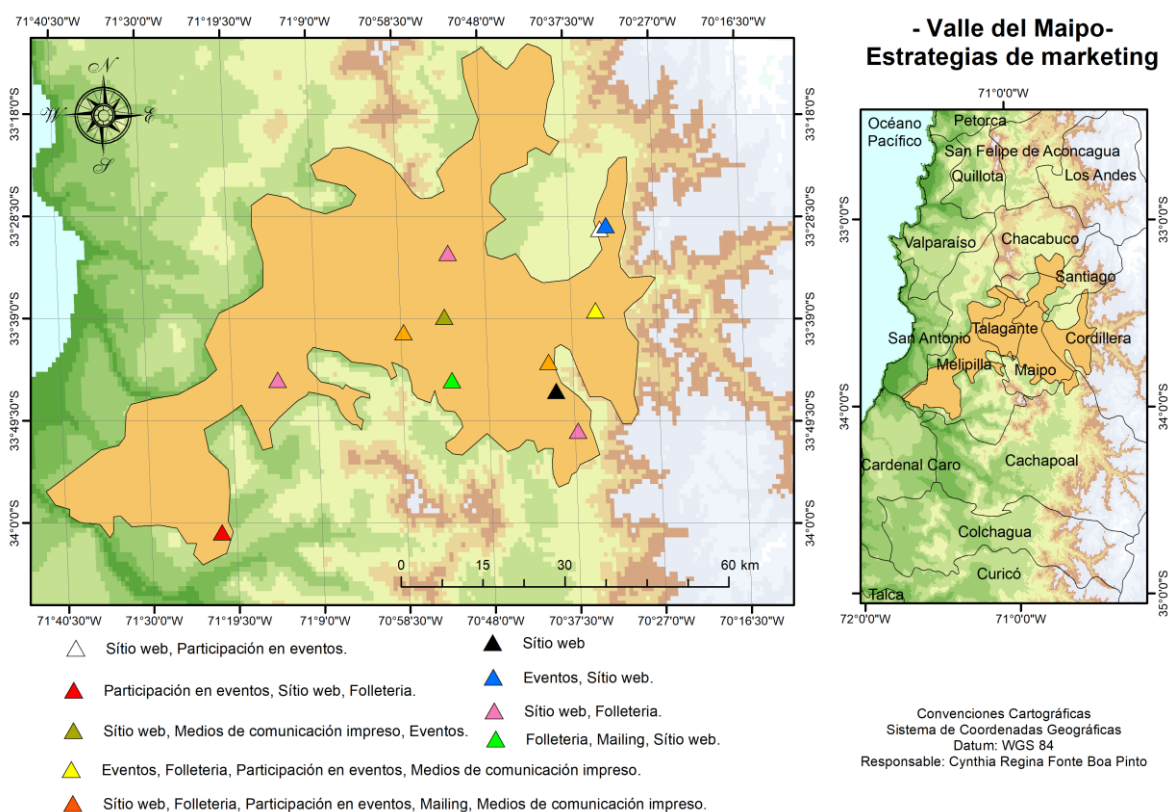 - Valle del Maipo-
Estrategias de marketing
71°40'30"W 71°30'0"W 71°19'30"W 71°9'0"W 70°58'30"W 70°48'0"W 70°37'30"W 70°27'0"W 70°16'30"W
N
W
E
S
33°18'0"S
33°28'30"S
33°39'0"S
33°49'30"S
34°0'0"S
33°18'0"S
33°28'30"S
33°39'0"S
33°49'30"S
34°0'0"S
0 15 30 60 km
71°40'30"W 71°30'0"W 71°19'30"W 71°9'0"W 70°58'30"W 70°48'0"W 70°37'30"W 70°27'0"W 70°16'30"W
71°0'0"W
Océano
Pacífico
Petorca
San Felipe de Aconcagua
Quillota
Los Andes
Valparaíso
Chacabuco
Santiago
Talagante
San Antonio
Cordillera
Melipilla
Maipo
Cardenal Caro
Cachapoal
Colchagua
Curicó
Talca
33°0'0"S
34°0'0"S
35°0'0"S
72°0'0"W 71°0'0"W
Sítio web, Participación en eventos.
Participación en eventos, Sítio web, Folleteria.
Sítio web, Medios de comunicación impreso, Eventos.
Eventos, Folleteria, Participación en eventos, Medios de comunicación impreso.
Sítio web, Folleteria, Participación en eventos, Mailing, Medios de comunicación impreso.
Sítio web
Eventos, Sítio web.
Sítio web, Folleteria.
Folleteria, Mailing, Sítio web.
Convenciones Cartográficas
Sistema de Coordenadas Geográficas
Datum: WGS 84
Responsable: Cynthia Regina Fonte Boa Pinto